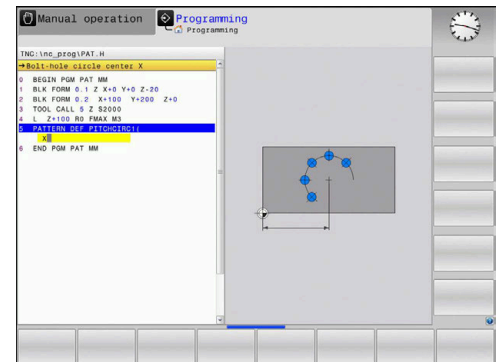 Manual operation
Programming
Programming
TNC:\nc_prog\PAT.H
→Bolt-hole circle center X
0 BEGIN PGM PAT MM
1 BLK FORM 0.1 Z X+0 Y+0 Z-20
2 BLK FORM 0.2 X+100 Y+200 Z+0
3 TOOL CALL 5 Z S2000
4 L Z+100 R0 FMAX M3
5 PATTERN DEF PITCHCIRC1(
X
6 END PGM PAT MM